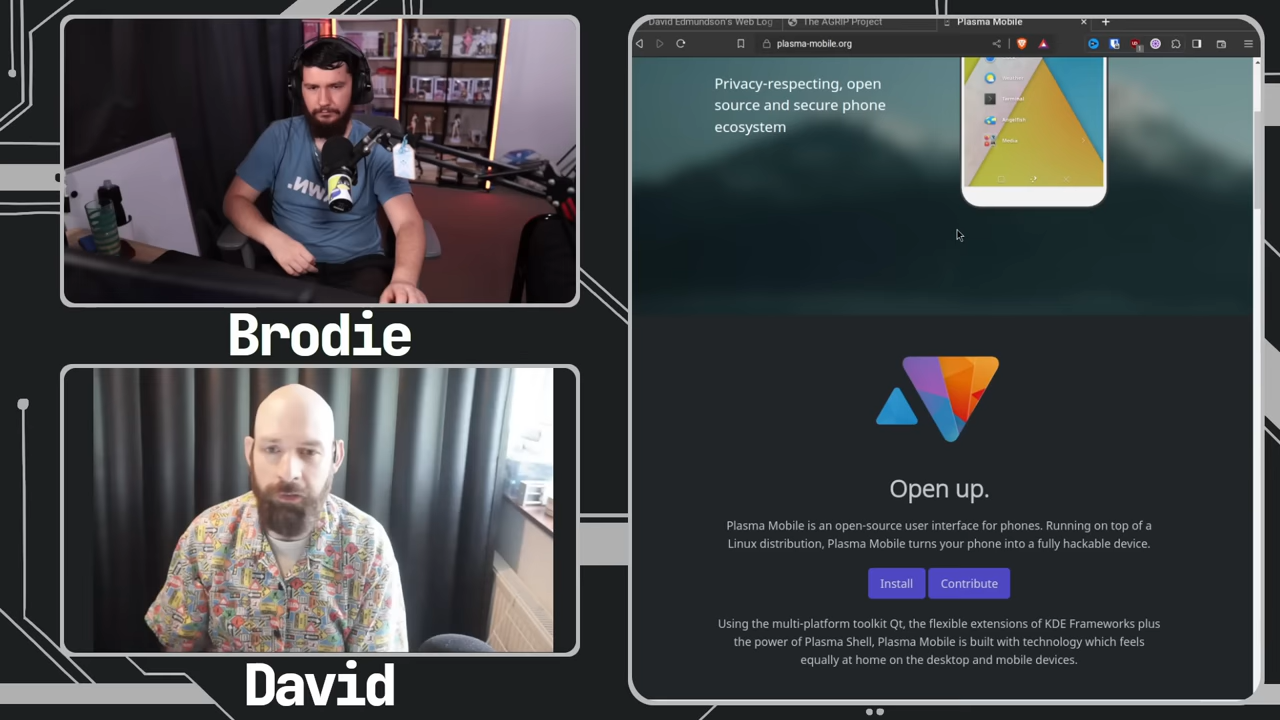 Brodie
David
David Edmundson's Web Log
The AGRIP Project
Plasma Mobile
plasma-mobile.org
Privacy-respecting, open
source and secure phone
ecosystem
Weather
Terminal
Angelfish
Media
Open up.
Plasma Mobile is an open-source user interface for phones. Running on top of a
Linux distribution, Plasma Mobile turns your phone into a fully hackable device.
Install
Contribute
Using the multi-platform toolkit Qt, the flexible extensions of KDE Frameworks plus
the power of Plasma Shell, Plasma Mobile is built with technology which feels
equally at home on the desktop and mobile devices.